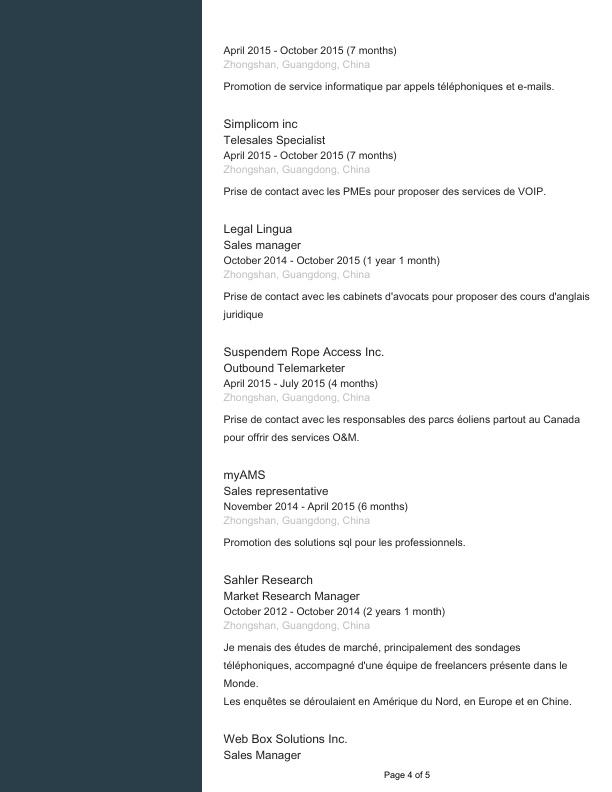 April 2015 - October 2015 (7 months)
Zhongshan, Guangdong, China
Promotion de service informatique par appels téléphoniques et e-mails.
Simplicom inc
Telesales Specialist
April 2015 - October 2015 (7 months)
Zhongshan, Guangdong, China
Prise de contact avec les PMEs pour proposer des services de VOIP.
Legal Lingua
Sales manager
October 2014 - October 2015 (1 year 1 month)
Zhongshan, Guangdong, China
Prise de contact avec les cabinets d'avocats pour proposer des cours d'anglais
juridique
Suspendem Rope Access Inc.
Outbound Telemarketer
April 2015 - July 2015 (4 months)
Zhongshan, Guangdong, China
Prise de contact avec les responsables des parcs éoliens partout au Canada
pour offrir des services O&M.
myAMS
Sales representative
November 2014 - April 2015 (6 months)
Zhongshan, Guangdong, China
Promotion des solutions sql pour les professionnels.
Sahler Research
Market Research Manager
October 2012 - October 2014 (2 years 1 month)
Zhongshan, Guangdong, China
Je menais des études de marché, principalement des sondages
téléphoniques, accompagné d'une équipe de freelancers présente dans le
Monde.
Les enquêtes se déroulaient en Amérique du Nord, en Europe et en Chine.
Web Box Solutions Inc.
Sales Manager
Page 4 of 5